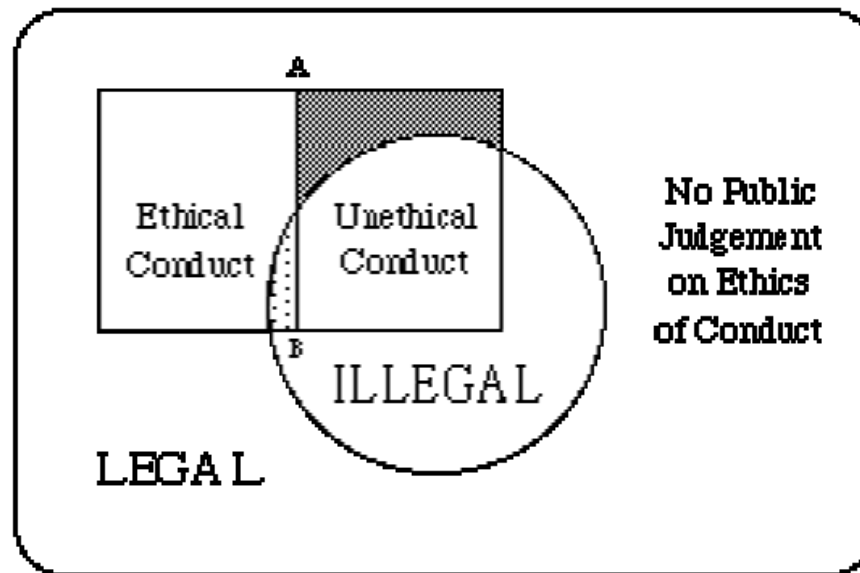 A
Ethical
Conduct
Unethical
Conduct
No Public
Judgement
on Ethics
of Conduct
B
ILLEGAL
LEGAL